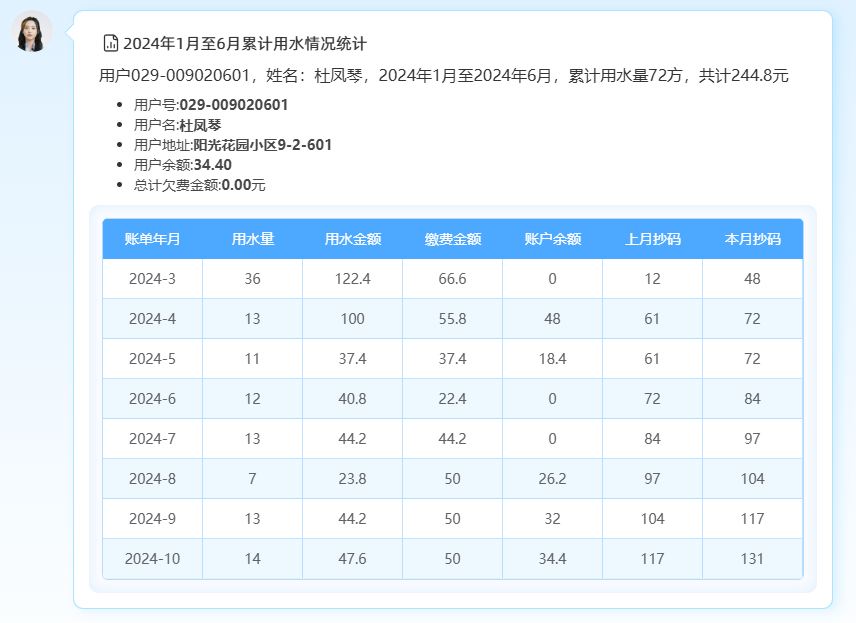 2024年1月至6月累计用水情况统计
用户029-009020601，姓名：杜凤琴，2024年1月至2024年6月，累计用水量72方，共计244.8元
用户号:029-009020601
用户名:杜凤琴
用户地址:阳光花园小区9-2-601
用户余额:34.40
总计欠费金额:0.00元
账单年月 用水量 用水金额 缴费金额 账户余额 上月抄码 本月抄码
2024-3 36 122.4 66.6 0 12 48
2024-4 13 100 55.8 48 61 72
2024-5 11 37.4 37.4 18.4 61 72
2024-6 12 40.8 22.4 0 72 84
2024-7 13 44.2 44.2 0 84 97
2024-8 7 23.8 50 26.2 97 104
2024-9 13 44.2 50 32 104 117
2024-10 14 47.6 50 34.4 117 131